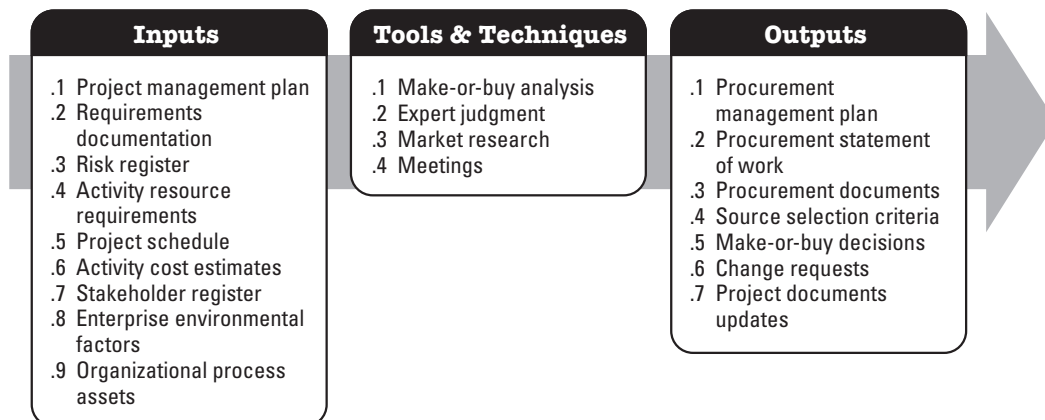 Inputs
.1 Project management plan
.2 Requirements
documentation
.3 Risk register
.4 Activity resource
requirements
.5 Project schedule
.6 Activity cost estimates
.7 Stakeholder register
.8 Enterprise environmental
factors
.9 Organizational process
assets
Tools & Techniques
.1 Make-or-buy analysis
.2 Expert judgment
.3 Market research
.4 Meetings
Outputs
.1 Procurement
management plan
.2 Procurement statement
of work
.3 Procurement documents
.4 Source selection criteria
.5 Make-or-buy decisions
.6 Change requests
.7 Project documents
updates